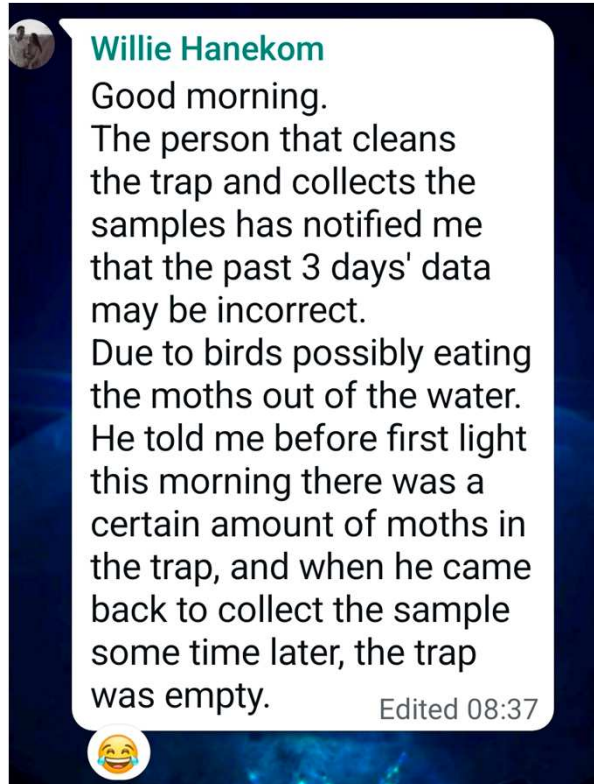 Willie Hanekom
Good morning.
The person that cleans
the trap and collects the
samples has notified me
that the past 3 days' data
may be incorrect.
Due to birds possibly eating
the moths out of the water.
He told me before first light
this morning there was a
certain amount of moths in
the trap, and when he came
back to collect the sample
some time later, the trap
was empty.
Edited 08:37